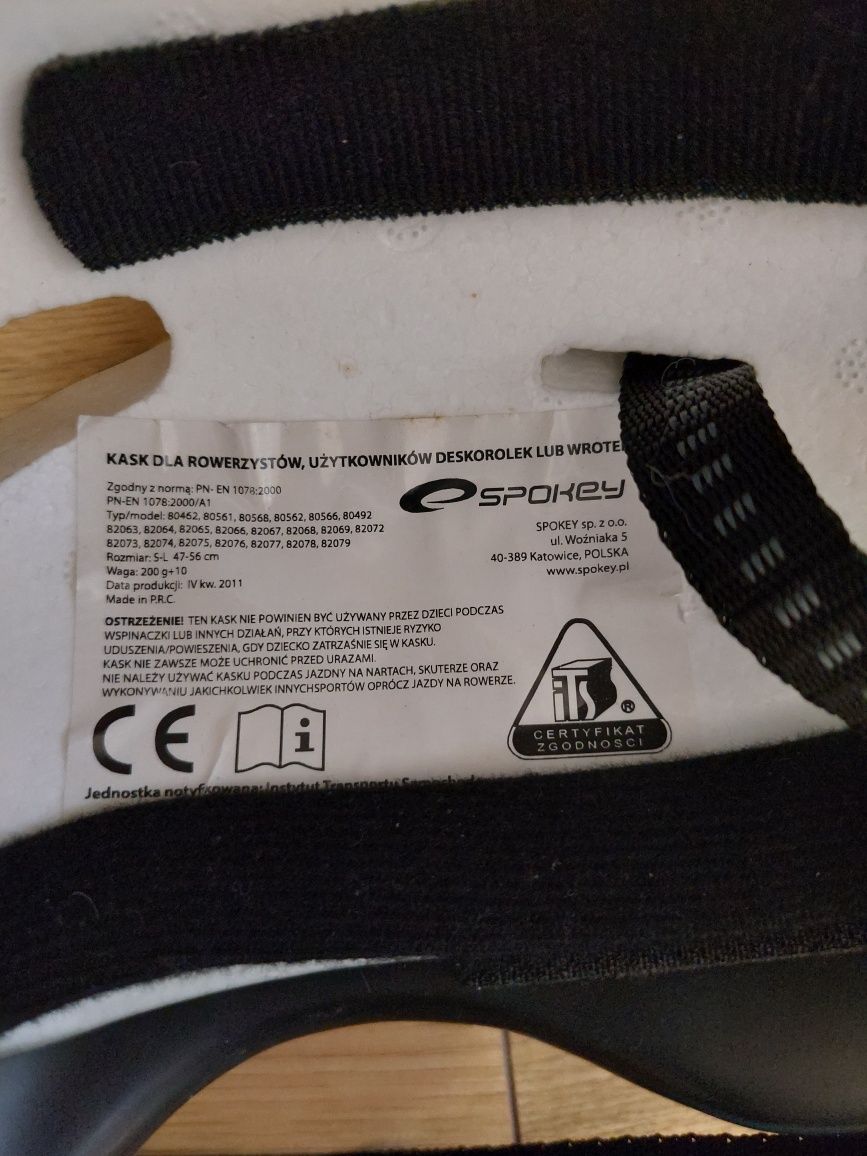 KASK DLA ROWERZYSTÓW, UŻYTKOWNIKÓW DESKOROLEK LUB
Zgodny z normą: PN- EN 1078:2000
PN-EN 1078:2000/A1
Typ/model: 80462, 80561, 80568, 80562, 80566, 80492
82063, 82064, 82065, 82066, 82067, 82068, 82069, 82072
82073, 82074, 82075, 82076, 82077, 82078, 82079
Rozmiar: S-L 47-56 cm
Waga: 200 g+10
Data produkcji: IV kw. 2011
Made in P.R.C.
SPOKEY
SPOKEY sp. z o.o.
ul. Woźniaka 5
40-389 Katowice, POLSKA
www.spokey.pl
OSTRZEŻENIE! TEN KASK NIE POWINIEN BYĆ UŻYWANY PRZEZ DZIECI PODCZAS
WSPINACZKI LUB INNYCH DZIAŁAŃ, PRZY KTÓRYCH ISTNIEJE RYZYKO
UDUSZENIA/POWIESZENIA, GDY DZIECKO ZATRZAŚNIE SIĘ W KASKU.
KASK NIE ZAWSZE MOŻE UCHRONIĆ PRZED URAZAMI.
NIE NALEŻY UŻYWAĆ KASKU PODCZAS JAZDNY NA NARTACH, SKUTERZE ORAZ
WYKONYWANIU JAKICHKOLWIEK INNYCHSPORTÓW OPRÓCZ JAZDY NA ROWERZE.
CE
i
iTS
®
CERTYFIKAT
ZGODNOŚCI
Jednostka notyfikowana: Instytut Transportu